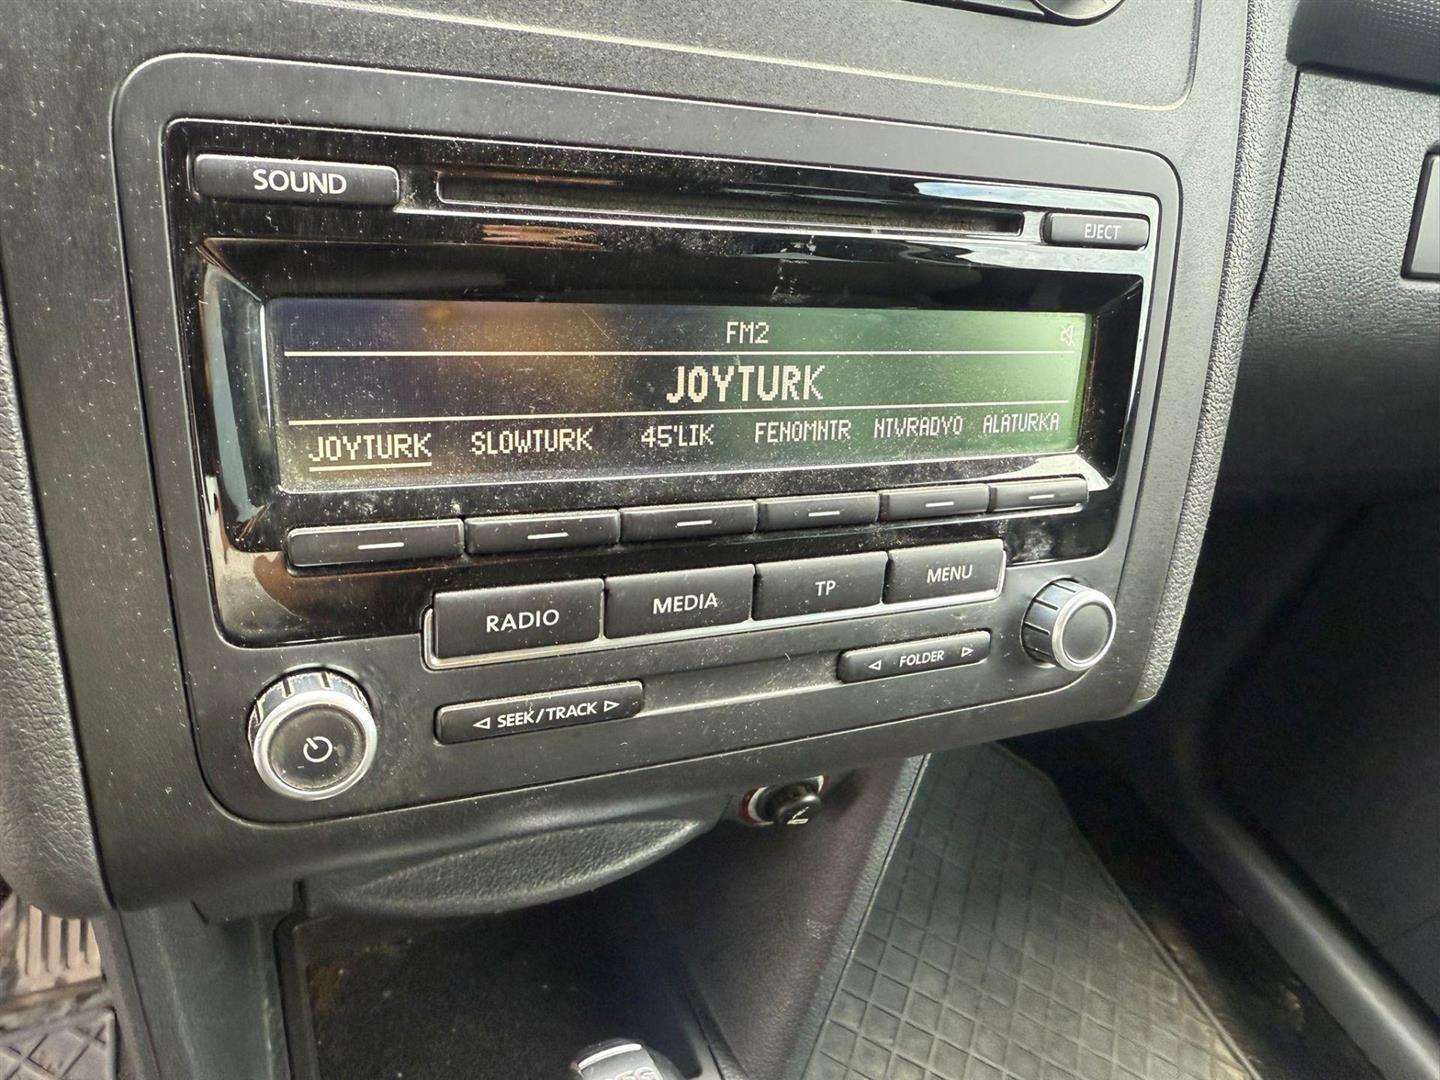 SOUND
EJECT
FM2
JOYTURK
JOYTURK SLOWTURK 45'LIK FENOMNTR NTVRADYO ALATURKA
RADIO MEDIA TP MENU
SEEK/TRACK FOLDER